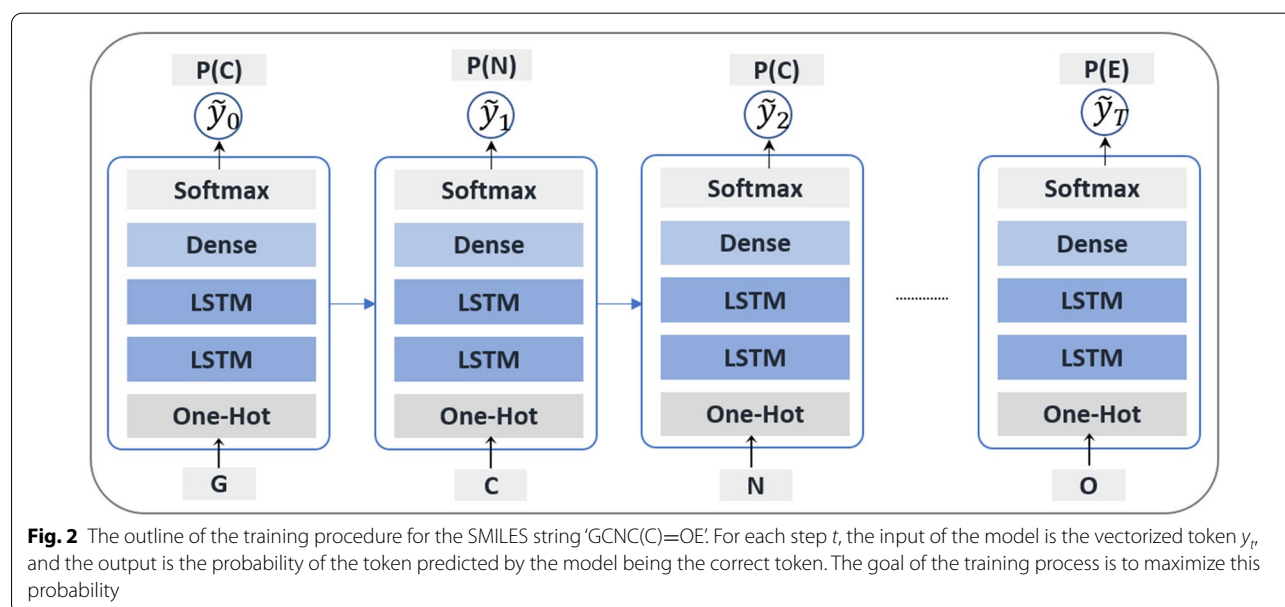 P(C) P(N) P(C) P(E)
ỹ0 ỹ1 ỹ2 ỹT
Softmax Softmax Softmax Softmax
Dense Dense Dense Dense
LSTM LSTM LSTM LSTM
LSTM LSTM LSTM LSTM
One-Hot One-Hot One-Hot One-Hot
G C N O
Fig. 2 The outline of the training procedure for the SMILES string ‘GCNC(C)=OE’. For each step t, the input of the model is the vectorized token yt,
and the output is the probability of the token predicted by the model being the correct token. The goal of the training process is to maximize this
probability